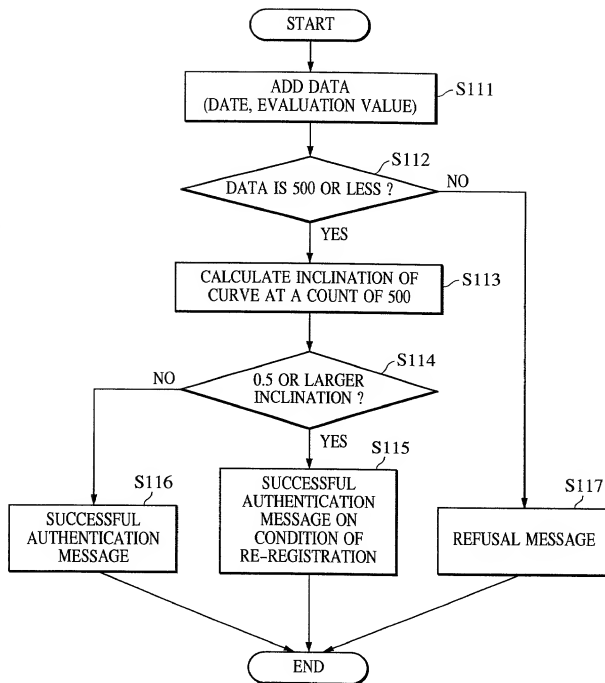 START
ADD DATA
(DATE, EVALUATION VALUE)
S111
S112
DATA IS 500 OR LESS ?
NO
YES
CALCULATE INCLINATION OF
CURVE AT A COUNT OF 500
S113
S114
NO
0.5 OR LARGER
INCLINATION ?
YES
S116
SUCCESSFUL
AUTHENTICATION
MESSAGE
S115
SUCCESSFUL
AUTHENTICATION
MESSAGE ON
CONDITION OF
RE-REGISTRATION
S117
REFUSAL MESSAGE
END